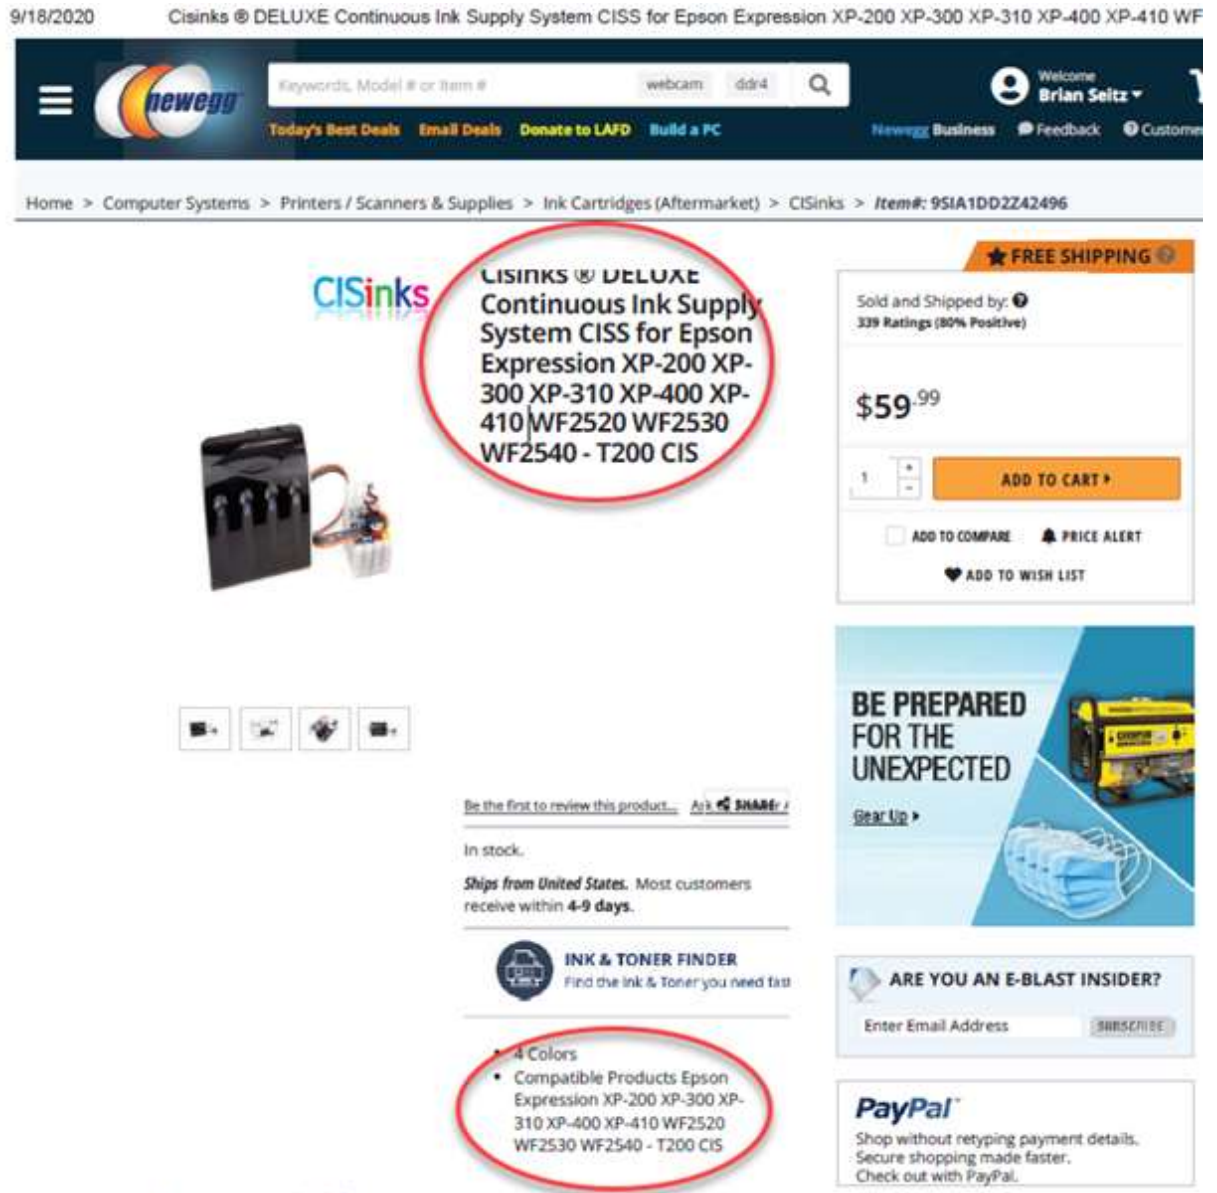 9/18/2020 Cisinks ® DELUXE Continuous Ink Supply System CISS for Epson Expression XP-200 XP-300 XP-310 XP-400 XP-410 WF
newegg
Keywords, Model # or Item # webcam ddr4
Welcome
Brian Seitz
Today's Best Deals Email Deals Donate to LAFD Build a PC
Newegg Business Feedback Custome
Home > Computer Systems > Printers / Scanners & Supplies > Ink Cartridges (Aftermarket) > CISinks > Item#: 9SIA1DD2Z42496
CISinks
Cisinks ® DELUXE
Continuous Ink Supply
System CISS for Epson
Expression XP-200 XP-
300 XP-310 XP-400 XP-
410 WF2520 WF2530
WF2540 - T200 CIS
FREE SHIPPING
Sold and Shipped by:
339 Ratings (80% Positive)
$59.99
1 + - ADD TO CART
ADD TO COMPARE PRICE ALERT
ADD TO WISH LIST
BE PREPARED
FOR THE
UNEXPECTED
Gear Up
Be the first to review this product... SHARE
In stock.
Ships from United States. Most customers
receive within 4-9 days.
INK & TONER FINDER
Find the Ink & Toner you need fast
• 4 Colors
• Compatible Products Epson
Expression XP-200 XP-300 XP-
310 XP-400 XP-410 WF2520
WF2530 WF2540 - T200 CIS
ARE YOU AN E-BLAST INSIDER?
Enter Email Address SUBSCRIBE
PayPal
Shop without retyping payment details.
Secure shopping made faster.
Check out with PayPal.